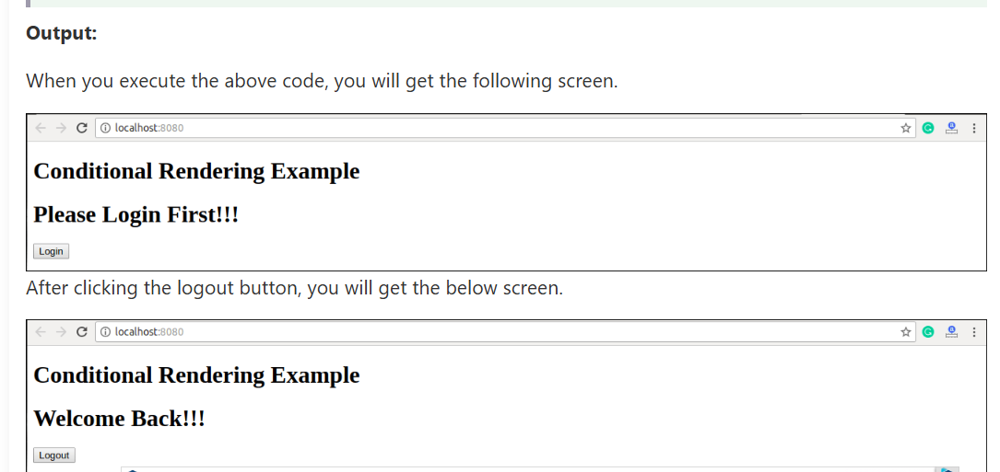 Output:
When you execute the above code, you will get the following screen.
localhost:8080
Conditional Rendering Example
Please Login First!!!
Login
After clicking the logout button, you will get the below screen.
localhost:8080
Conditional Rendering Example
Welcome Back!!!
Logout